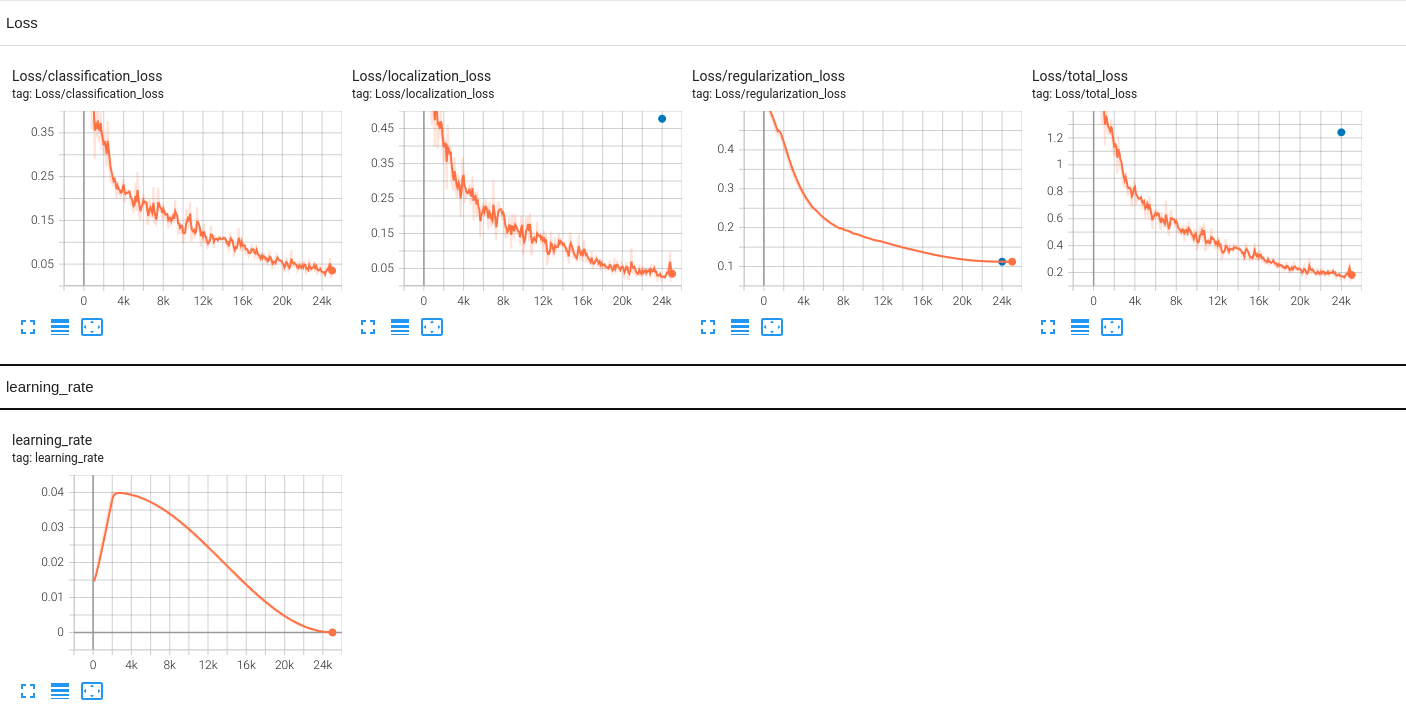 Loss
Loss/classification_loss
tag: Loss/classification_loss
0.35
0.25
0.15
0.05
0 4k 8k 12k 16k 20k 24k
Loss/localization_loss
tag: Loss/localization_loss
0.45
0.35
0.25
0.15
0.05
0 4k 8k 12k 16k 20k 24k
Loss/regularization_loss
tag: Loss/regularization_loss
0.4
0.3
0.2
0.1
0 4k 8k 12k 16k 20k 24k
Loss/total_loss
tag: Loss/total_loss
1.2
1
0.8
0.6
0.4
0.2
0 4k 8k 12k 16k 20k 24k
learning_rate
learning_rate
tag: learning_rate
0.04
0.03
0.02
0.01
0
0 4k 8k 12k 16k 20k 24k